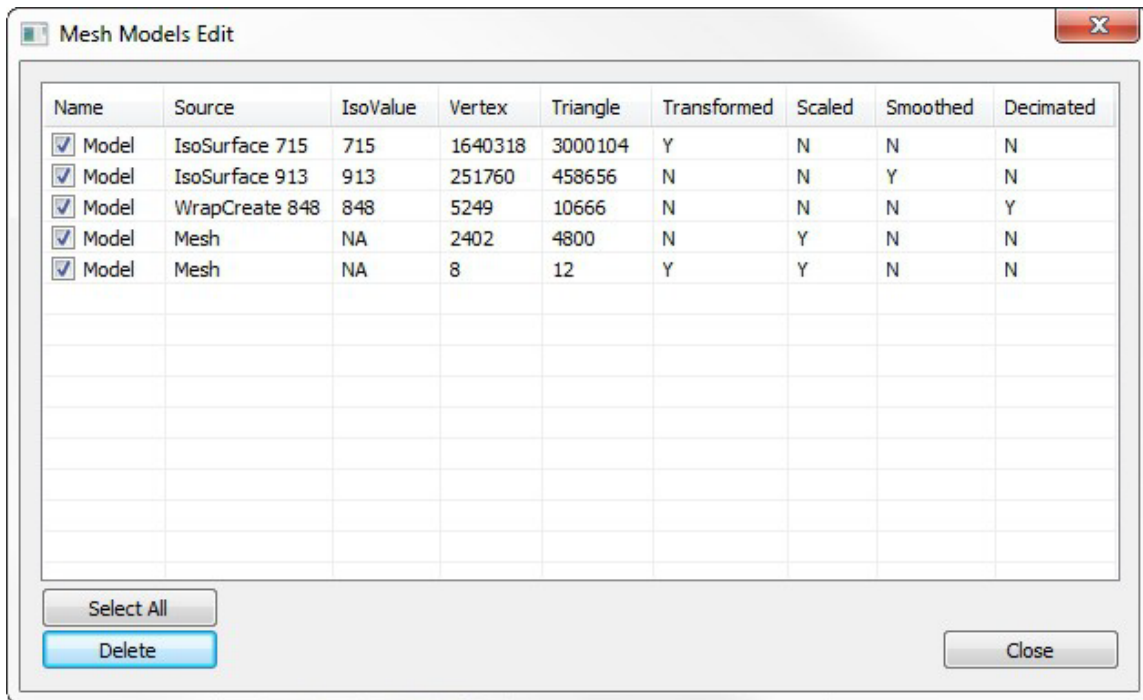 Mesh Models Edit
Name Source IsoValue Vertex Triangle Transformed Scaled Smoothed Decimated
Model IsoSurface 715 715 1640318 3000104 Y N N N
Model IsoSurface 913 913 251760 458656 N N Y N
Model WrapCreate 848 848 5249 10666 N N N Y
Model Mesh NA 2402 4800 N Y N N
Model Mesh NA 8 12 Y Y N N
Select All
Delete Close